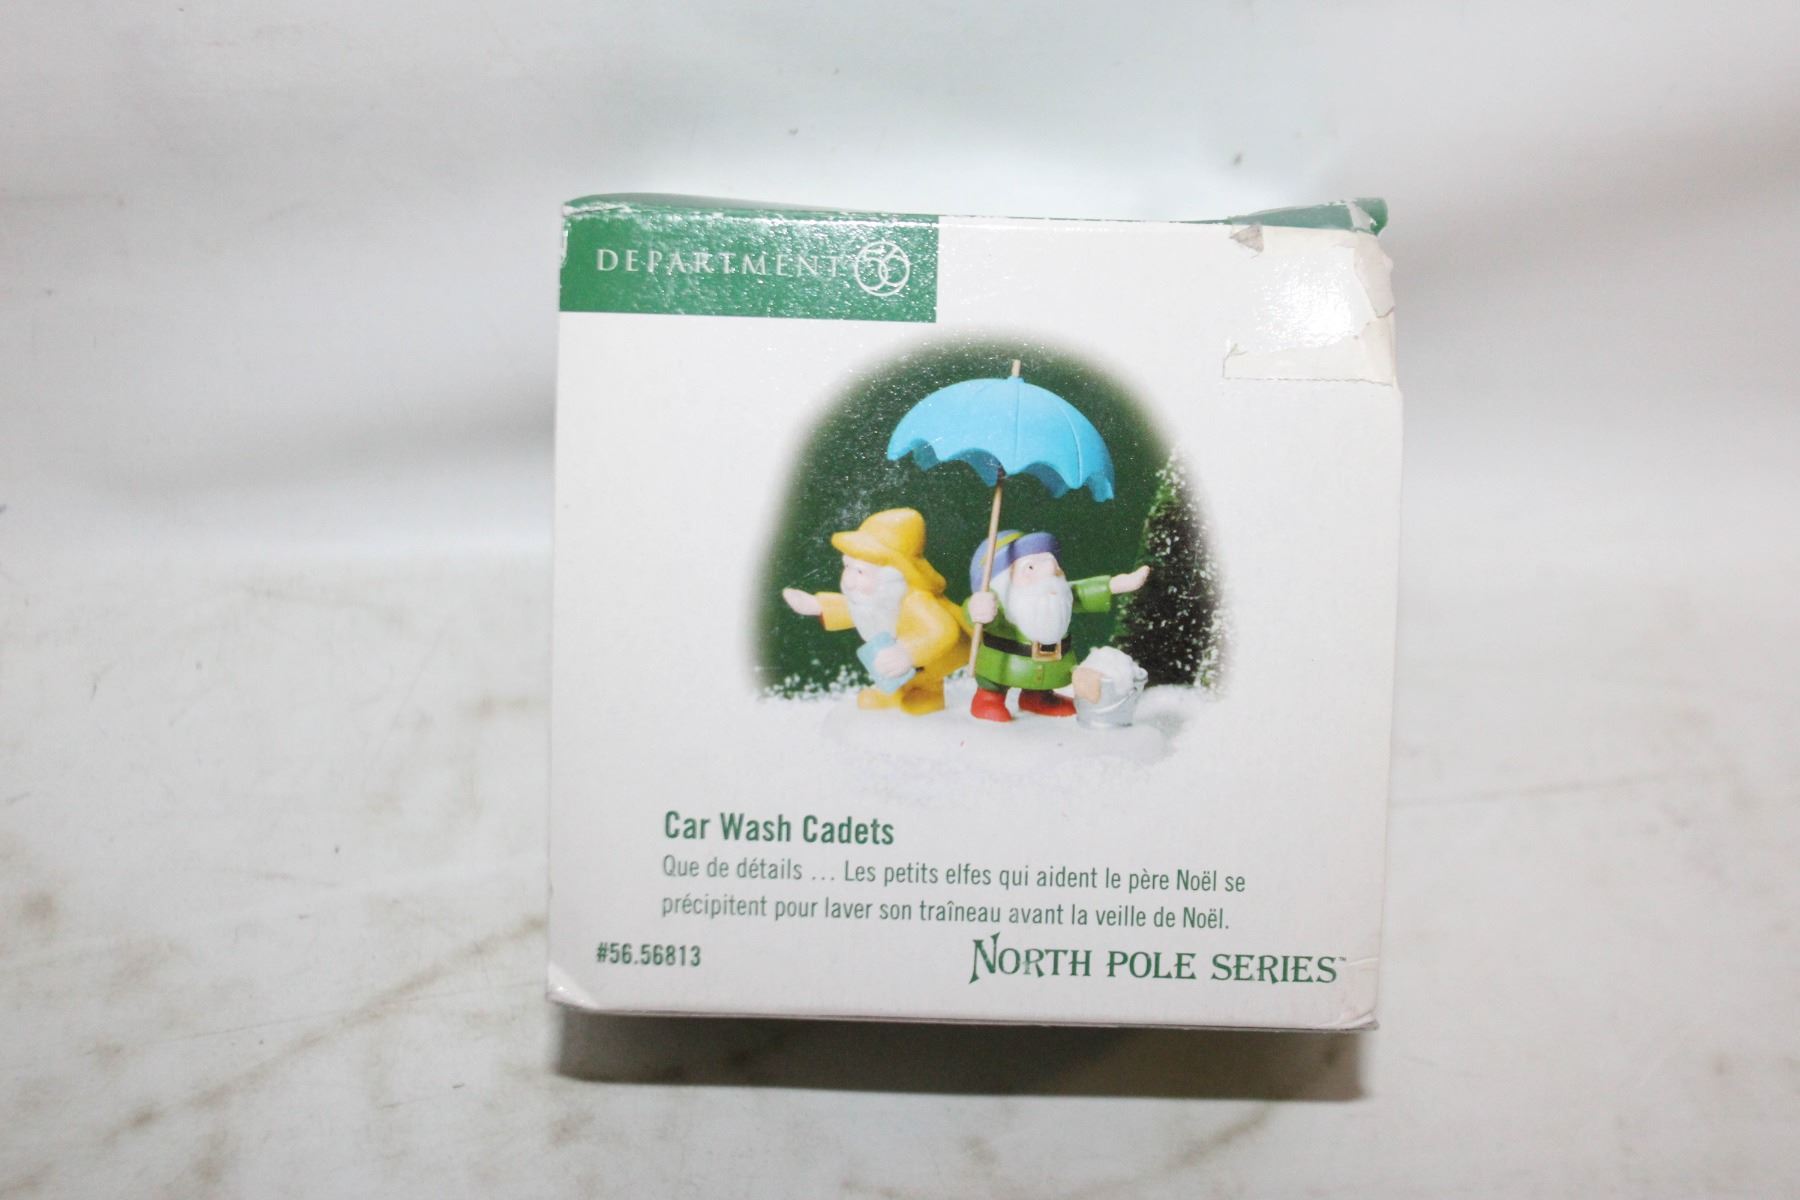 DEPARTMENT 56
Car Wash Cadets
Que de détails ... Les petits elfes qui aident le père Noël se
précipitent pour laver son traîneau avant la veille de Noël.
#56.56813
NORTH POLE SERIES™